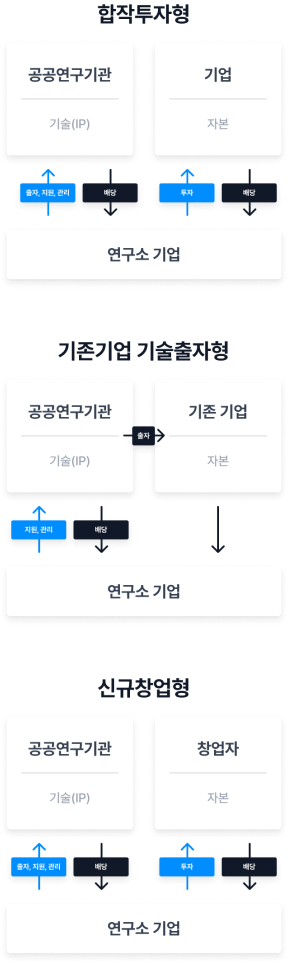 합작투자형
공공연구기관
기술(IP)
기업
자본
출자, 지원, 관리
배당
투자
배당
연구소 기업
기존기업 기술출자형
공공연구기관
기술(IP)
출자
기존 기업
자본
지원, 관리
배당
연구소 기업
신규창업형
공공연구기관
기술(IP)
창업자
자본
출자, 지원, 관리
배당
투자
배당
연구소 기업